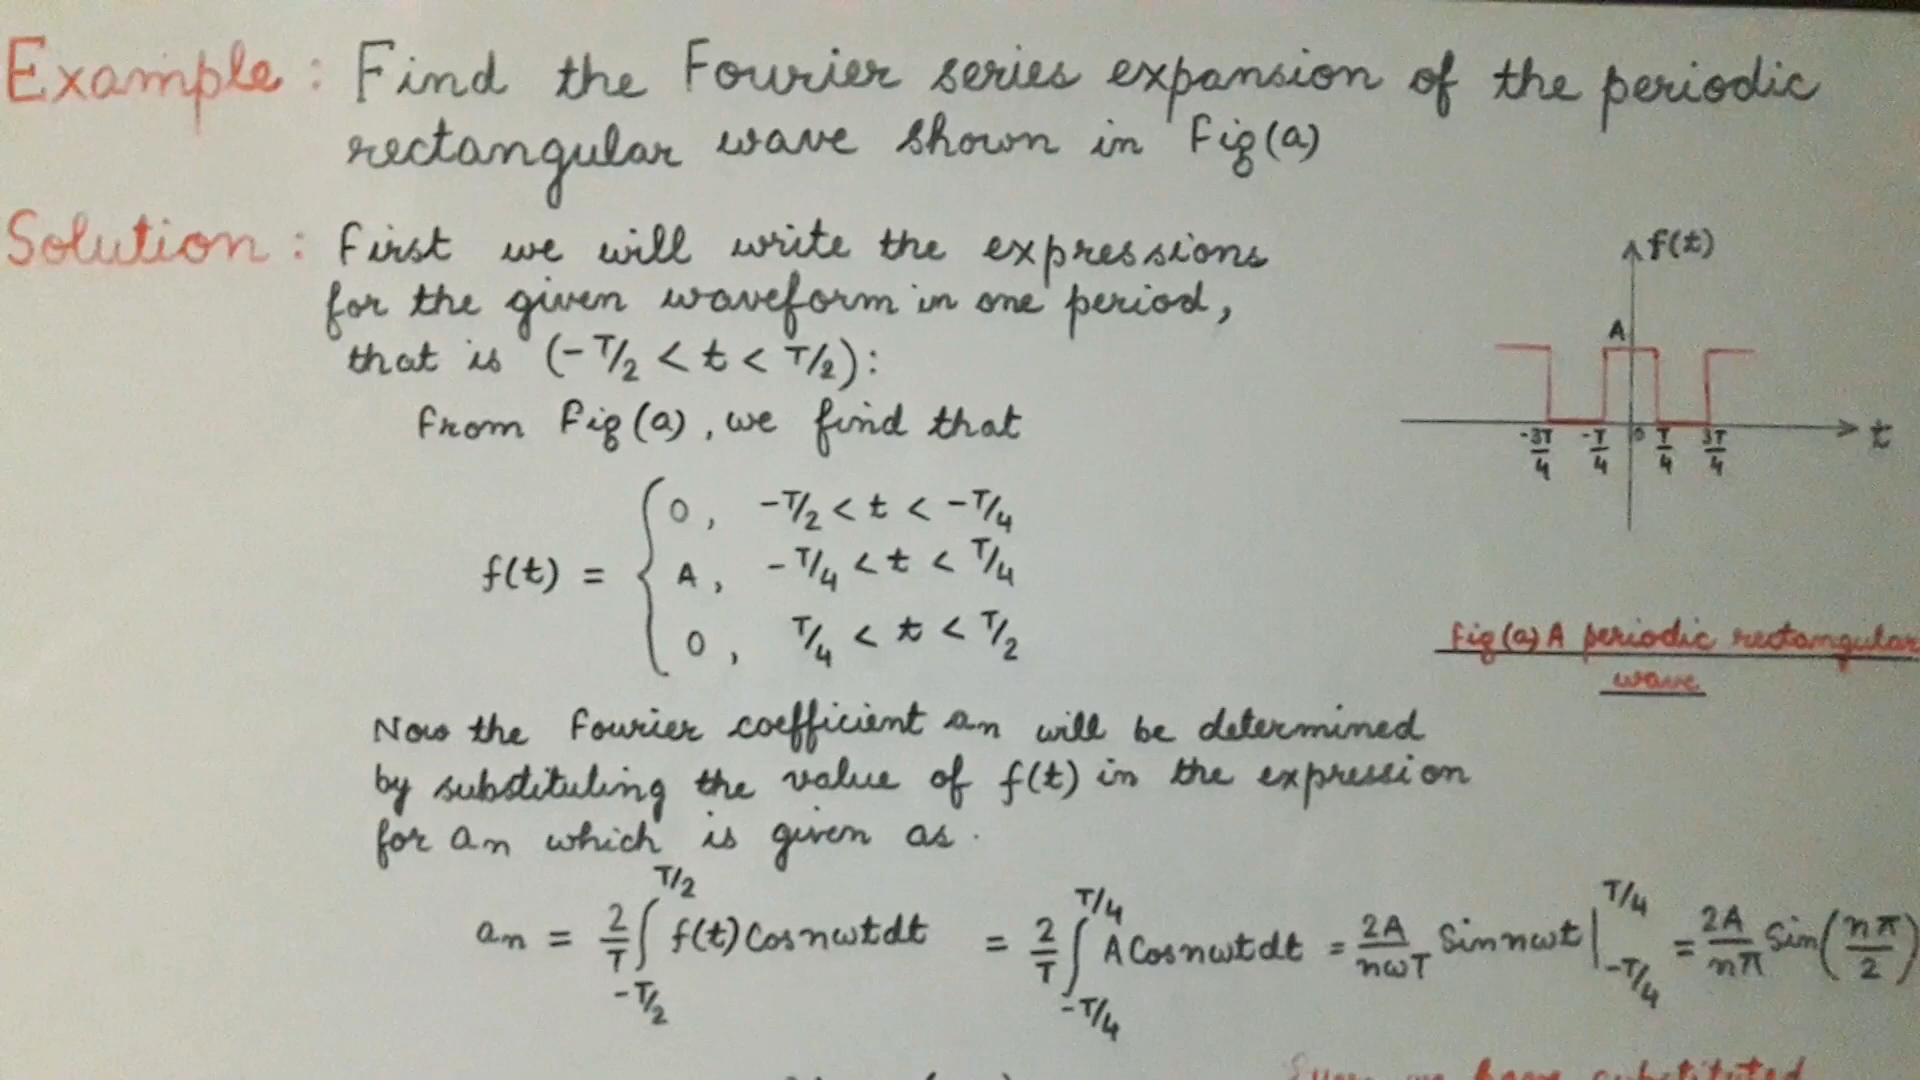 Example: Find the Fourier series expansion of the periodic
rectangular wave shown in Fig(a)
Solution: First we will write the expressions
for the given waveform in one period,
that is (-T/2 < t < T/2):
From Fig(a), we find that
f(t) = { 0, -T/2 < t < -T/4
A, -T/4 < t < T/4
0, T/4 < t < T/2
f(t)
A
-3T/4 -T/4 0 T/4 3T/4 t
Fig(a) A periodic rectangular
wave
Now the Fourier coefficient an will be determined
by substituting the value of f(t) in the expression
for an which is given as.
an = 2/T ∫_{-T/2}^{T/2} f(t) Cos nωt dt = 2/T ∫_{-T/4}^{T/4} A Cos nωt dt = 2A/nωT Sin nωt |_{-T/4}^{T/4} = 2A/nπ Sin(nπ/2)